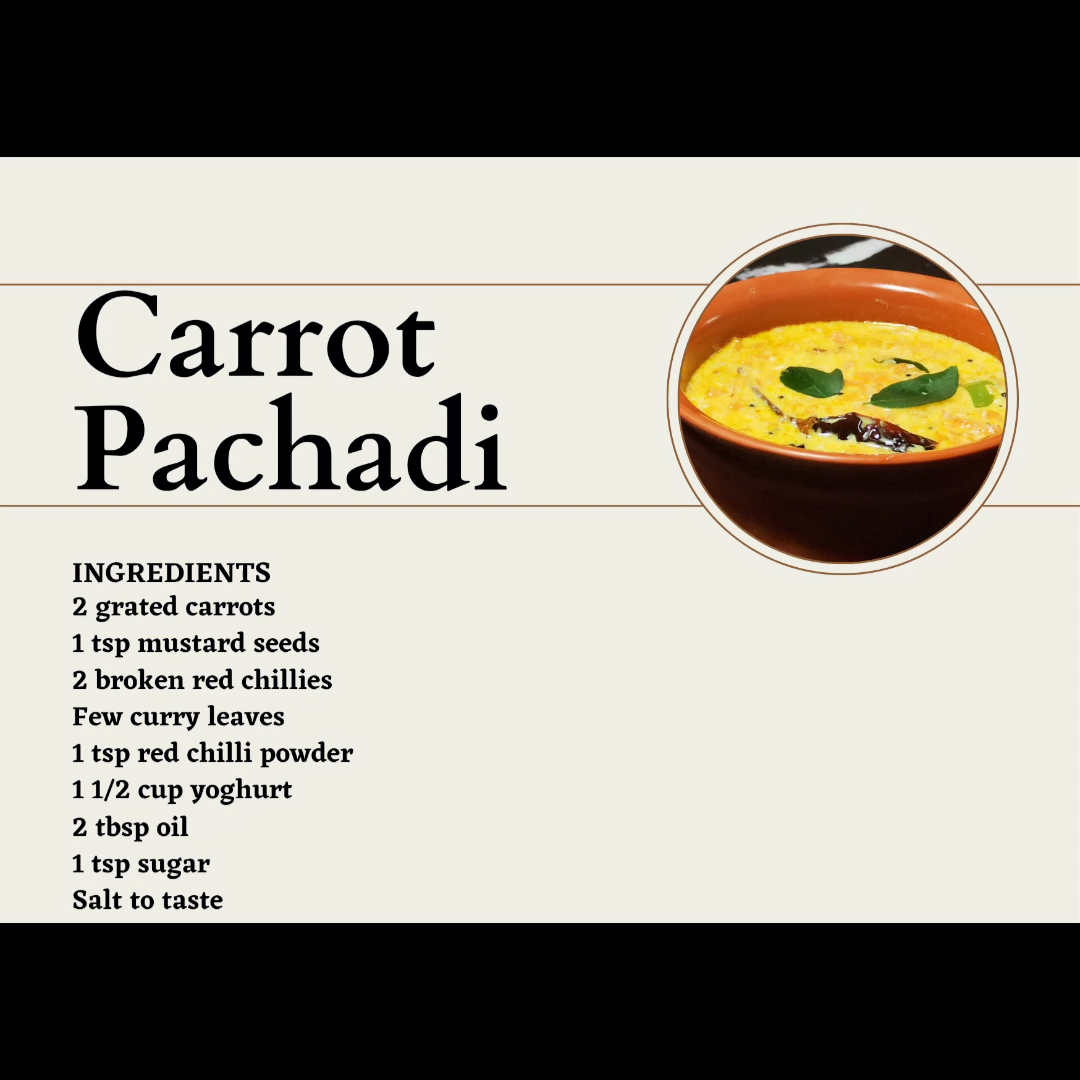 Carrot
Pachadi
INGREDIENTS
2 grated carrots
1 tsp mustard seeds
2 broken red chillies
Few curry leaves
1 tsp red chilli powder
1 1/2 cup yoghurt
2 tbsp oil
1 tsp sugar
Salt to taste